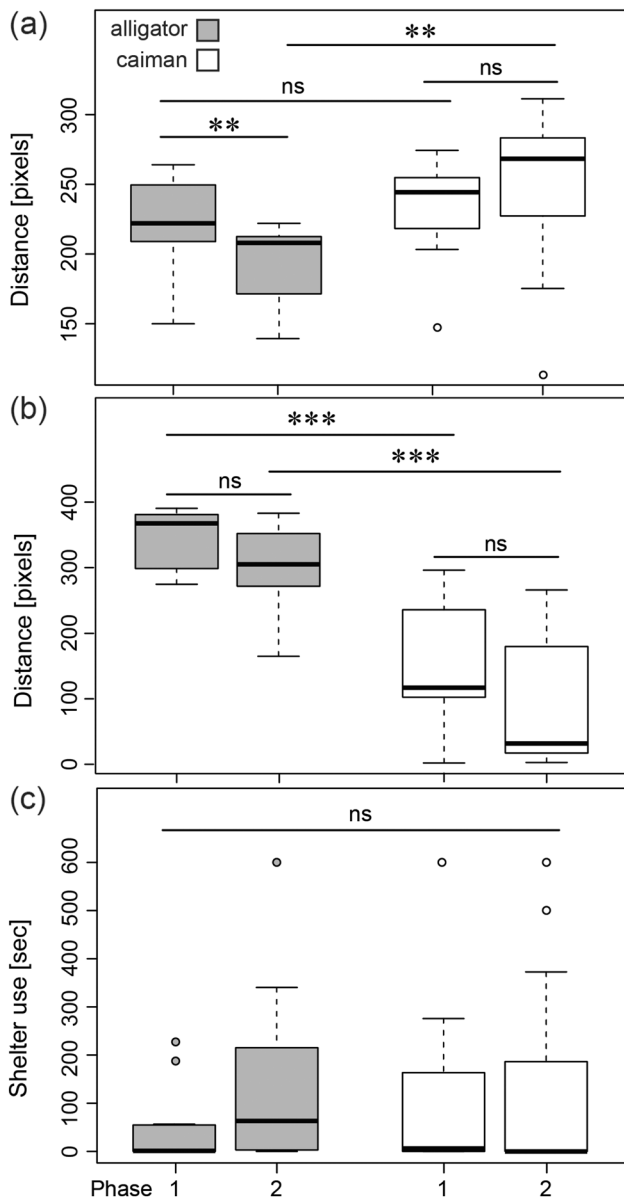 (a)
alligator
caiman
**
ns
ns
**
Distance [pixels]
300
250
200
150
(b)
***
***
ns
ns
Distance [pixels]
400
300
200
100
0
(c)
ns
Shelter use [sec]
600
500
400
300
200
100
0
Phase 1 2 1 2